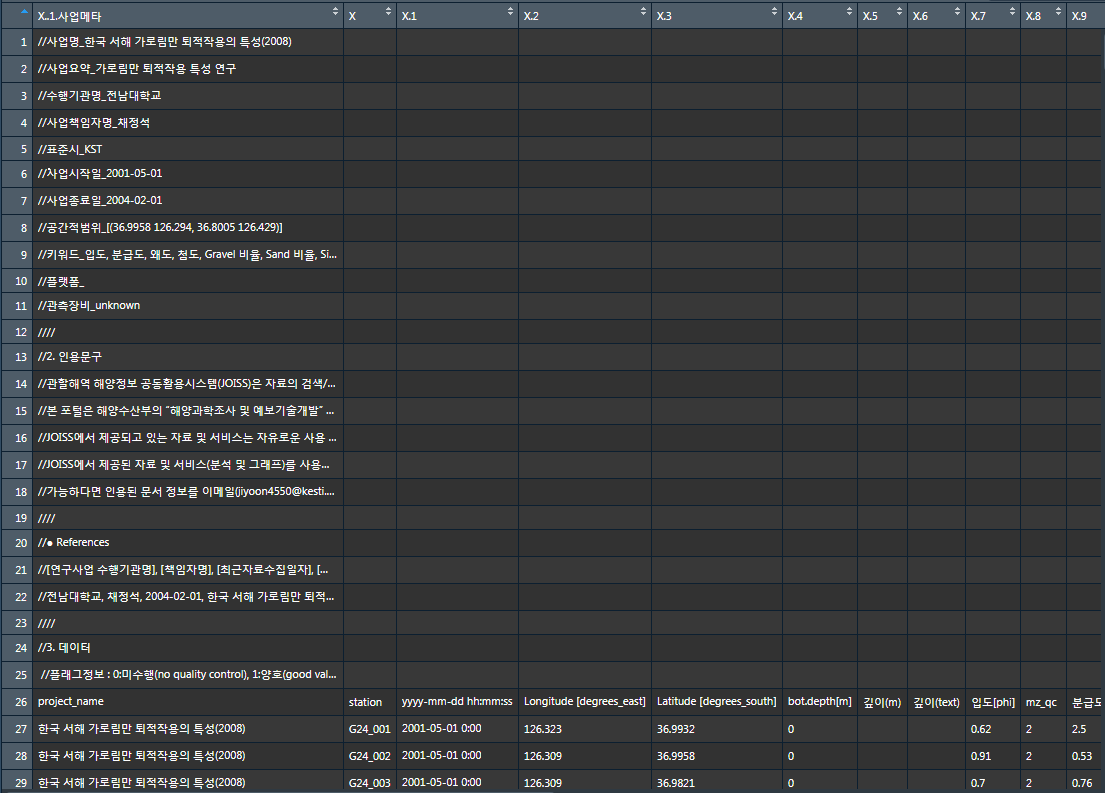 X..1.사업메타 X X.1 X.2 X.3 X.4 X.5 X.6 X.7 X.8 X.9
1 //사업명_한국 서해 가로림만 퇴적작용의 특성(2008)
2 //사업요약_가로림만 퇴적작용 특성 연구
3 //수행기관명_전남대학교
4 //사업책임자명_채정석
5 //표준시_KST
6 //사업시작일_2001-05-01
7 //사업종료일_2004-02-01
8 //공간적범위_[(36.9958 126.294, 36.8005 126.429)]
9 //키워드_입도, 분급도, 왜도, 첨도, Gravel 비율, Sand 비율, Si...
10 //플랫폼_
11 //관측장비_unknown
12 ////
13 //2. 인용문구
14 //관할해역 해양정보 공동활용시스템(JOISS)은 자료의 검색/...
15 //본 포털은 해양수산부의 "해양과학조사 및 예보기술개발" ...
16 //JOISS에서 제공되고 있는 자료 및 서비스는 자유로운 사용 ...
17 //JOISS에서 제공된 자료 및 서비스(분석 및 그래프)를 사용...
18 //가능하다면 인용된 문서 정보를 이메일(jiyoon4550@kesti....
19 ////
20 //● References
21 //[연구사업 수행기관명], [책임자명], [최근자료수집일자], [...
22 //전남대학교, 채정석, 2004-02-01, 한국 서해 가로림만 퇴적...
23 ////
24 //3. 데이터
25 //플래그정보 : 0:미수행(no quality control), 1:양호(good val...
26 project_name station yyyy-mm-dd hh:mm:ss Longitude [degrees_east] Latitude [degrees_south] bot.depth[m] 깊이(m) 깊이(text) 입도[phi] mz_qc 분급도
27 한국 서해 가로림만 퇴적작용의 특성(2008) G24_001 2001-05-01 0:00 126.323 36.9932 0 0.62 2 2.5
28 한국 서해 가로림만 퇴적작용의 특성(2008) G24_002 2001-05-01 0:00 126.309 36.9958 0 0.91 2 0.53
29 한국 서해 가로림만 퇴적작용의 특성(2008) G24_003 2001-05-01 0:00 126.309 36.9821 0 0.7 2 0.76